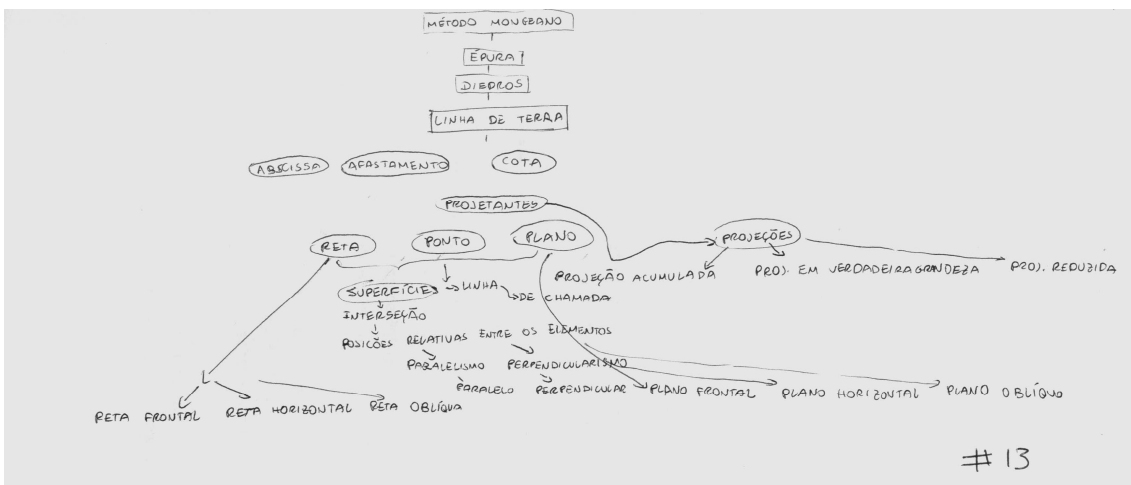 MÉTODO MONGEANO
ÉPURA
DIEDROS
LINHA DE TERRA
ABSCISSA AFASTAMENTO COTA
PROJETANTES
RETA PONTO PLANO PROJEÇÕES
PROJEÇÃO ACUMULADA PROJ. EM VERDADEIRA GRANDEZA PROJ. REDUZIDA
SUPERFÍCIES LINHA DE CHAMADA
INTERSEÇÃO
POSIÇÕES RELATIVAS ENTRE OS ELEMENTOS
PARALELISMO PERPENDICULARISMO
PARALELO PERPENDICULAR PLANO FRONTAL PLANO HORIZONTAL PLANO OBLÍQUO
RETA FRONTAL RETA HORIZONTAL RETA OBLÍQUA
# 13